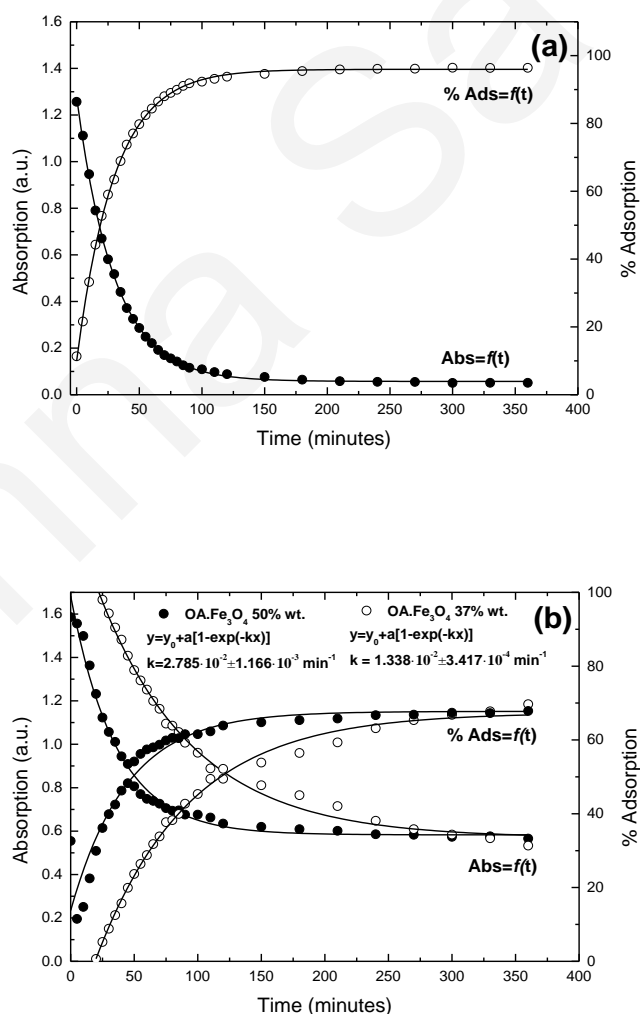 (a)
1.4
1.2
1.0
0.8
0.6
0.4
0.2
0.0
Absorption (a.u.)
100
80
60
40
20
0
% Adsorption
% Ads=f(t)
Abs=f(t)
0 50 100 150 200 250 300 350 400
Time (minutes)
(b)
1.6
1.4
1.2
1.0
0.8
0.6
0.4
0.2
0.0
Absorption (a.u.)
100
80
60
40
20
0
% Adsorption
OA.Fe₃O₄ 50% wt.
y=y₀+a[1-exp(-kx)]
k=2.785·10⁻²±1.166·10⁻³ min⁻¹
OA.Fe₃O₄ 37% wt.
y=y₀+a[1-exp(-kx)]
k = 1.338·10⁻²±3.417·10⁻⁴ min⁻¹
% Ads=f(t)
Abs=f(t)
0 50 100 150 200 250 300 350 400
Time (minutes)